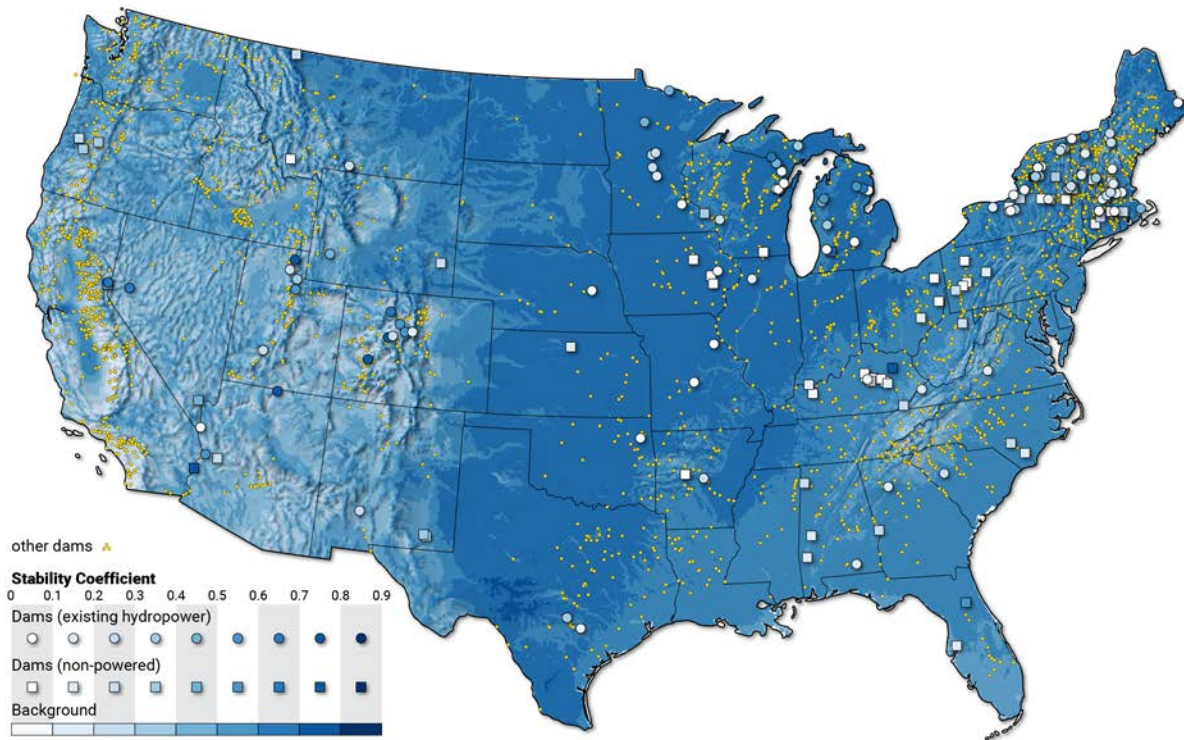 other dams
Stability Coefficient
0 0.1 0.2 0.3 0.4 0.5 0.6 0.7 0.8 0.9
Dams (existing hydropower)
Dams (non-powered)
Background